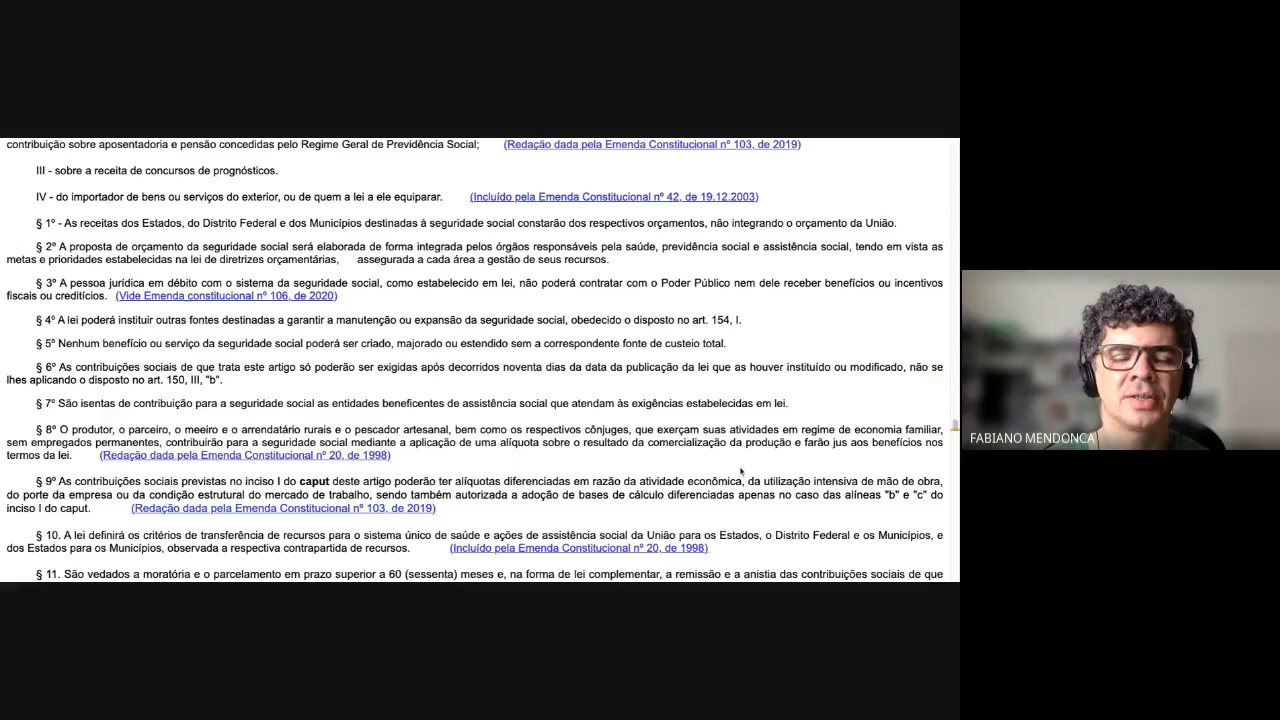 contribuição sobre aposentadoria e pensão concedidas pelo Regime Geral de Previdência Social; (Redação dada pela Emenda Constitucional nº 103, de 2019)
III - sobre a receita de concursos de prognósticos.
IV - do importador de bens ou serviços do exterior, ou de quem a lei a ele equiparar. (Incluído pela Emenda Constitucional nº 42, de 19.12.2003)
§ 1º - As receitas dos Estados, do Distrito Federal e dos Municípios destinadas à seguridade social constarão dos respectivos orçamentos, não integrando o orçamento da União.
§ 2º A proposta de orçamento da seguridade social será elaborada de forma integrada pelos órgãos responsáveis pela saúde, previdência social e assistência social, tendo em vista as
metas e prioridades estabelecidas na lei de diretrizes orçamentárias, assegurada a cada área a gestão de seus recursos.
§ 3º A pessoa jurídica em débito com o sistema da seguridade social, como estabelecido em lei, não poderá contratar com o Poder Público nem dele receber benefícios ou incentivos
fiscais ou creditícios. (Vide Emenda constitucional nº 106, de 2020)
§ 4º A lei poderá instituir outras fontes destinadas a garantir a manutenção ou expansão da seguridade social, obedecido o disposto no art. 154, I.
§ 5º Nenhum benefício ou serviço da seguridade social poderá ser criado, majorado ou estendido sem a correspondente fonte de custeio total.
§ 6º As contribuições sociais de que trata este artigo só poderão ser exigidas após decorridos noventa dias da data da publicação da lei que as houver instituído ou modificado, não se
lhes aplicando o disposto no art. 150, III, "b".
§ 7º São isentas de contribuição para a seguridade social as entidades beneficentes de assistência social que atendam às exigências estabelecidas em lei.
§ 8º O produtor, o parceiro, o meeiro e o arrendatário rurais e o pescador artesanal, bem como os respectivos cônjuges, que exerçam suas atividades em regime de economia familiar,
sem empregados permanentes, contribuirão para a seguridade social mediante a aplicação de uma alíquota sobre o resultado da comercialização da produção e farão jus aos benefícios nos
termos da lei. (Redação dada pela Emenda Constitucional nº 20, de 1998)
§ 9º As contribuições sociais previstas no inciso I do caput deste artigo poderão ter alíquotas diferenciadas em razão da atividade econômica, da utilização intensiva de mão de obra,
do porte da empresa ou da condição estrutural do mercado de trabalho, sendo também autorizada a adoção de bases de cálculo diferenciadas apenas no caso das alíneas "b" e "c" do
inciso I do caput. (Redação dada pela Emenda Constitucional nº 103, de 2019)
§ 10. A lei definirá os critérios de transferência de recursos para o sistema único de saúde e ações de assistência social da União para os Estados, o Distrito Federal e os Municípios, e
dos Estados para os Municípios, observada a respectiva contrapartida de recursos. (Incluído pela Emenda Constitucional nº 20, de 1998)
§ 11. São vedados a moratória e o parcelamento em prazo superior a 60 (sessenta) meses e, na forma de lei complementar, a remissão e a anistia das contribuições sociais de que
FABIANO MENDONCA